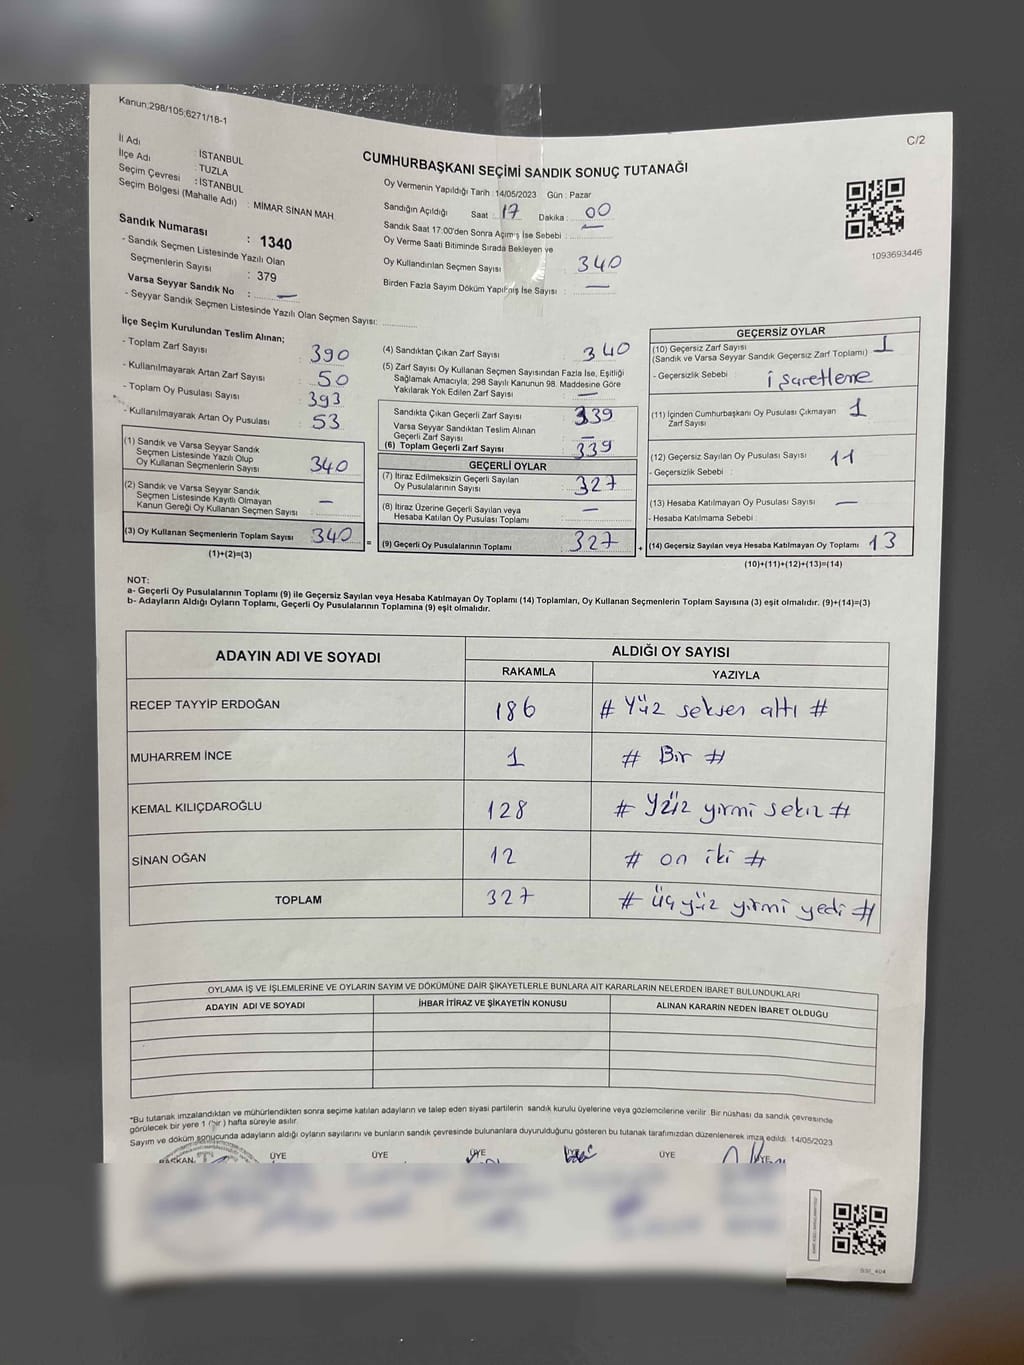 Kanun;298/105;6271/18-1
C/2
İl Adı : İSTANBUL
İlçe Adı : TUZLA
Seçim Çevresi : İSTANBUL
Seçim Bölgesi (Mahalle Adı) : MİMAR SİNAN MAH.
Sandık Numarası : 1340
- Sandık Seçmen Listesinde Yazılı Olan
Seçmenlerin Sayısı : 379
Varsa Seyyar Sandık No : —
- Seyyar Sandık Seçmen Listesinde Yazılı Olan Seçmen Sayısı:
CUMHURBAŞKANI SEÇİMİ SANDIK SONUÇ TUTANAĞI
Oy Vermenin Yapıldığı Tarih : 14/05/2023 Gün : Pazar
Sandığın Açıldığı Saat : 17 Dakika : 00
Sandık Saat 17:00'den Sonra Açımış İse Sebebi : —
Oy Verme Saati Bitiminde Sırada Bekleyen ve
Oy Kullandırılan Seçmen Sayısı : 340
Birden Fazla Sayım Döküm Yapılmış İse Sayısı : —
1093693446
İlçe Seçim Kurulundan Teslim Alınan;
- Toplam Zarf Sayısı 390
- Kullanılmayarak Artan Zarf Sayısı 50
- Toplam Oy Pusulası Sayısı 393
- Kullanılmayarak Artan Oy Pusulası 53
(1) Sandık ve Varsa Seyyar Sandık
Seçmen Listesinde Yazılı Olup
Oy Kullanan Seçmenlerin Sayısı 340
(2) Sandık ve Varsa Seyyar Sandık
Seçmen Listesinde Kayıtlı Olmayan
Kanun Gereği Oy Kullanan Seçmen Sayısı —
(3) Oy Kullanan Seçmenlerin Toplam Sayısı 340
(1)+(2)=(3)
=
(4) Sandıktan Çıkan Zarf Sayısı : 340
(5) Zarf Sayısı Oy Kullanan Seçmen Sayısından Fazla İse, Eşitliği
Sağlamak Amacıyla; 298 Sayılı Kanunun 98. Maddesine Göre
Yakılarak Yok Edilen Zarf Sayısı : —
Sandıkta Çıkan Geçerli Zarf Sayısı : 339
Varsa Seyyar Sandıktan Teslim Alınan
Geçerli Zarf Sayısı : —
(6) Toplam Geçerli Zarf Sayısı : 339
GEÇERLİ OYLAR
(7) İtiraz Edilmeksizin Geçerli Sayılan
Oy Pusulalarının Sayısı : 327
(8) İtiraz Üzerine Geçerli Sayılan veya
Hesaba Katılan Oy Pusulası Toplamı : —
(9) Geçerli Oy Pusulalarının Toplamı : 327
+
GEÇERSİZ OYLAR
(10) Geçersiz Zarf Sayısı : 1
(Sandık ve Varsa Seyyar Sandık Geçersiz Zarf Toplamı)
- Geçersizlik Sebebi : işaretleme
(11) İçinden Cumhurbaşkanı Oy Pusulası Çıkmayan : 1
Zarf Sayısı
(12) Geçersiz Sayılan Oy Pusulası Sayısı : 11
- Geçersizlik Sebebi :
(13) Hesaba Katılmayan Oy Pusulası Sayısı : —
- Hesaba Katılmama Sebebi :
(14) Geçersiz Sayılan veya Hesaba Katılmayan Oy Toplamı : 13
(10)+(11)+(12)+(13)=(14)
NOT:
a- Geçerli Oy Pusulalarının Toplamı (9) ile Geçersiz Sayılan veya Hesaba Katılmayan Oy Toplamı (14) Toplamları, Oy Kullanan Seçmenlerin Toplam Sayısına (3) eşit olmalıdır. (9)+(14)=(3)
b- Adayların Aldığı Oyların Toplamı, Geçerli Oy Pusulalarının Toplamına (9) eşit olmalıdır.
ADAYIN ADI VE SOYADI
ALDIĞI OY SAYISI
RAKAMLA YAZIYLA
RECEP TAYYİP ERDOĞAN 186 # Yüz seksen altı #
MUHARREM İNCE 1 # Bir #
KEMAL KILIÇDAROĞLU 128 # Yüz yirmi sekiz #
SİNAN OĞAN 12 # on iki #
TOPLAM 327 # Üç yüz yirmi yedi #
OYLAMA İŞ VE İŞLEMLERİNE VE OYLARIN SAYIM VE DÖKÜMÜNE DAİR ŞİKAYETLERLE BUNLARA AİT KARARLARIN NELERDEN İBARET BULUNDUKLARI
ADAYIN ADI VE SOYADI İHBAR İTİRAZ VE ŞİKAYETİN KONUSU ALINAN KARARIN NEDEN İBARET OLDUĞU
*Bu tutanak imzalandıktan ve mühürlendikten sonra seçime katılan adayların ve talep eden siyasi partilerin sandık kurulu üyelerine veya gözlemcilerine verilir. Bir nüshası da sandık çevresinde
görülecek bir yere 1 (bir) hafta süreyle asılır.
Sayım ve döküm sonucunda adayların aldığı oyların sayılarını ve bunların sandık çevresinde bulunanlara duyurulduğunu gösteren bu tutanak tarafımızdan düzenlenerek imza edildi. 14/05/2023
BAŞKAN ÜYE ÜYE ÜYE ÜYE ÜYE